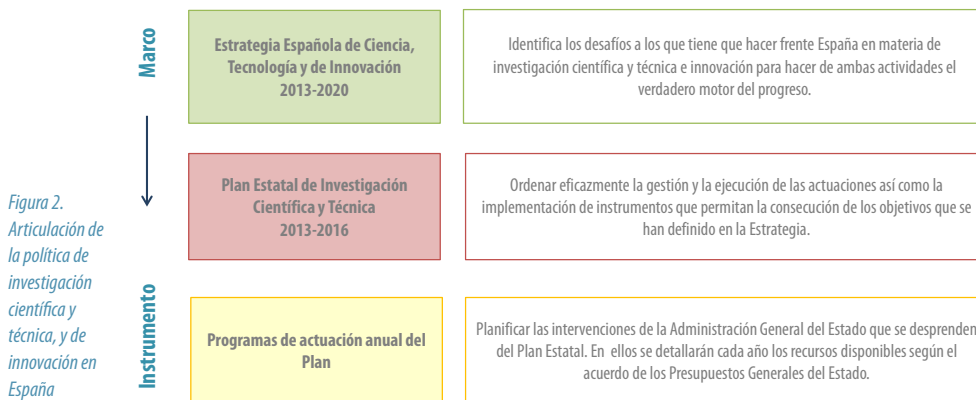 Marco
Estrategia Española de Ciencia,
Tecnología y de Innovación
2013-2020
Identifica los desafíos a los que tiene que hacer frente España en materia de
investigación científica y técnica e innovación para hacer de ambas actividades el
verdadero motor del progreso.
Plan Estatal de Investigación
Científica y Técnica
2013-2016
Ordenar eficazmente la gestión y la ejecución de las actuaciones así como la
implementación de instrumentos que permitan la consecución de los objetivos que se
han definido en la Estrategia.
Figura 2.
Articulación de
la política de
investigación
científica y
técnica, y de
innovación en
España
Instrumento
Programas de actuación anual del
Plan
Planificar las intervenciones de la Administración General del Estado que se desprenden
del Plan Estatal. En ellos se detallarán cada año los recursos disponibles según el
acuerdo de los Presupuestos Generales del Estado.